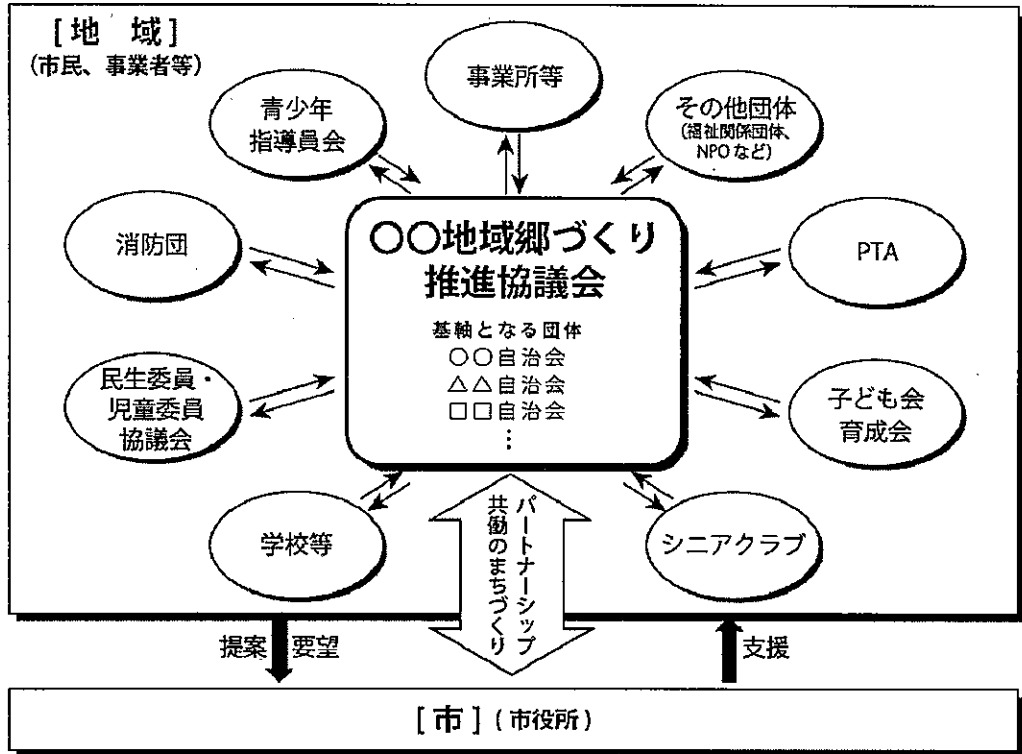 [地 域]
(市民、事業者等)
事業所等
青少年
指導員会
その他団体
(福祉関係団体、
NPOなど)
消防団
PTA
〇〇地域郷づくり
推進協議会
基軸となる団体
〇〇自治会
△△自治会
□□自治会
⋮
民生委員・
児童委員
協議会
子ども会
育成会
学校等
シニアクラブ
パートナーシップ
共働のまちづくり
提案 要望
支援
[市](市役所)